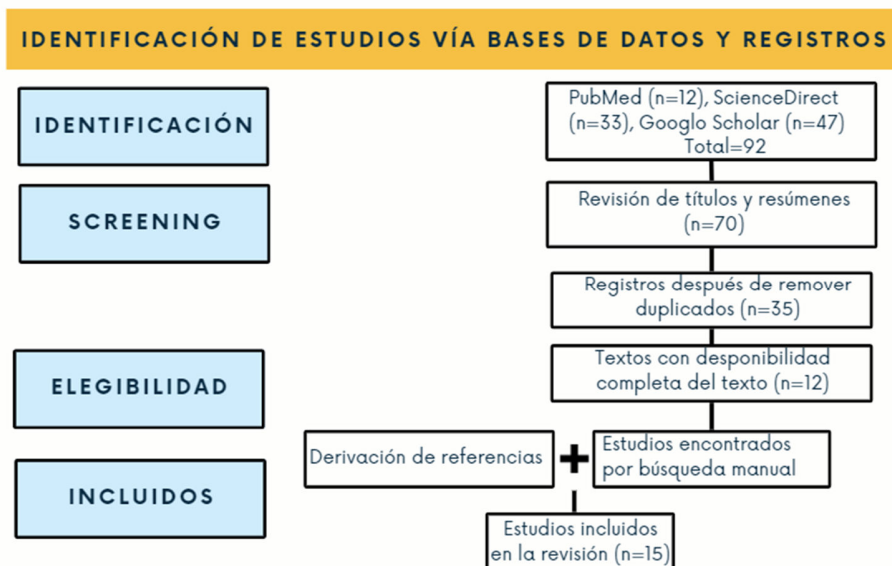 IDENTIFICACIÓN DE ESTUDIOS VÍA BASES DE DATOS Y REGISTROS
IDENTIFICACIÓN
PubMed (n=12), ScienceDirect
(n=33), Googlo Scholar (n=47)
Total=92
SCREENING
Revisión de títulos y resúmenes
(n=70)
Registros después de remover
duplicados (n=35)
ELEGIBILIDAD
Textos con desponibilidad
completa del texto (n=12)
Derivación de referencias
+
Estudios encontrados
por búsqueda manual
INCLUIDOS
Estudios incluidos
en la revisión (n=15)